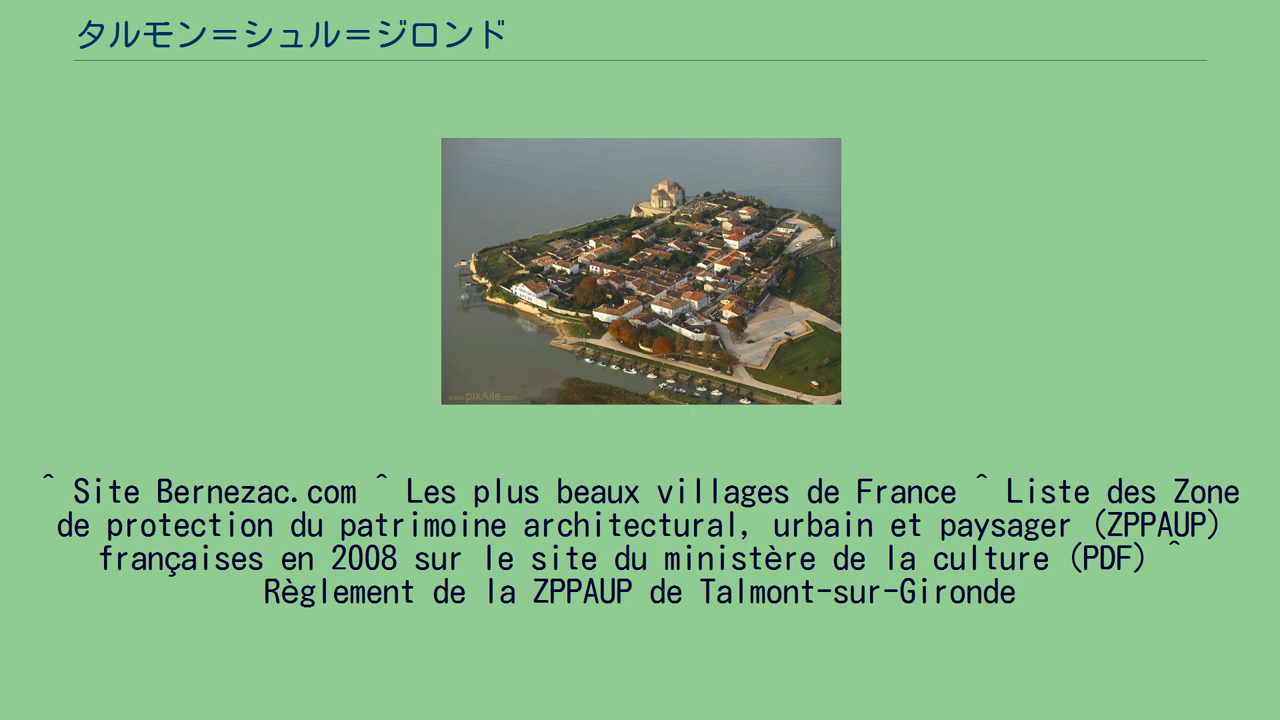 タルモン＝シュル＝ジロンド
www.pixAile.com
^ Site Bernezac.com ^ Les plus beaux villages de France ^ Liste des Zone
de protection du patrimoine architectural, urbain et paysager (ZPPAUP)
françaises en 2008 sur le site du ministère de la culture (PDF) ^
Règlement de la ZPPAUP de Talmont-sur-Gironde